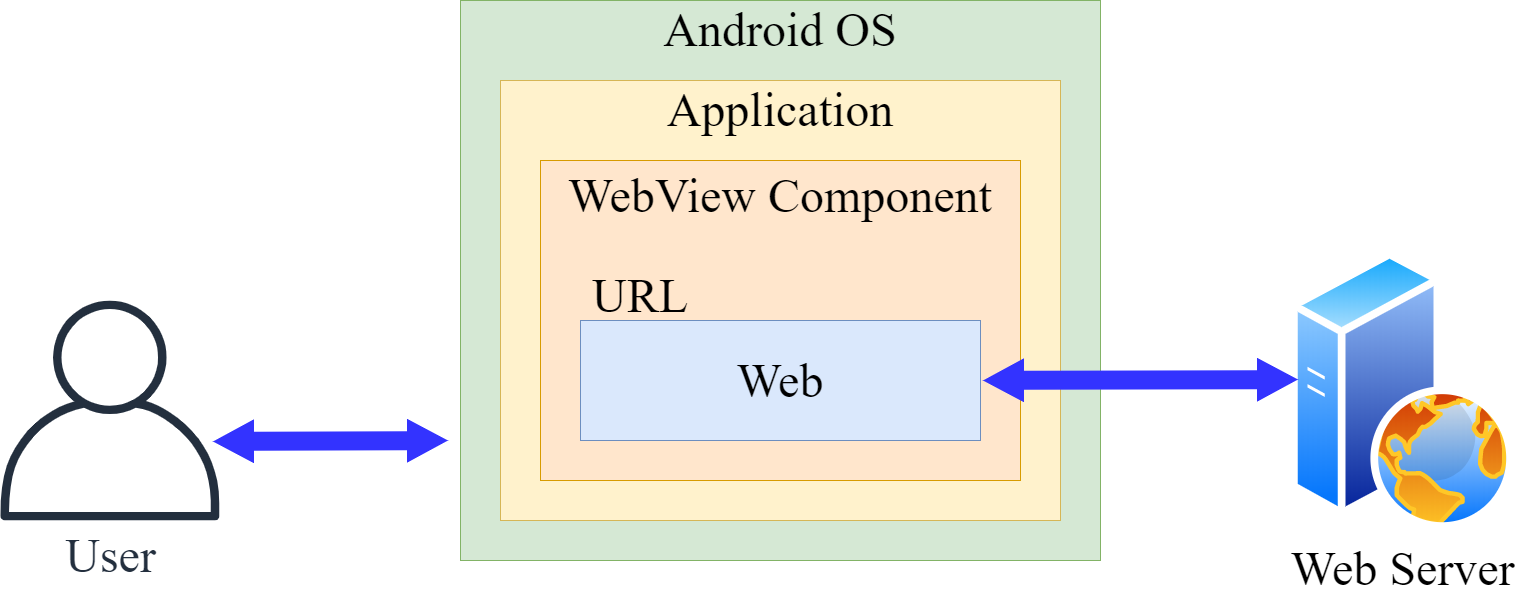 Android OS
Application
WebView Component
URL
Web
User
Web Server